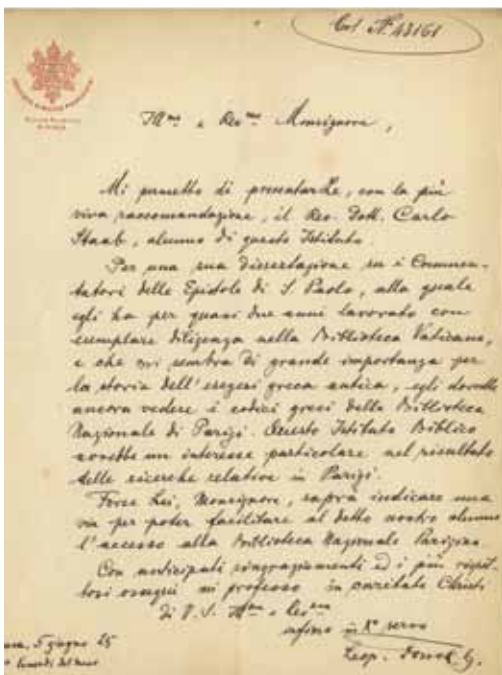 Col N. 43161
Ill.mo e Rev.mo Monsignore,
Mi permetto di presentarLe, con la più
viva raccomandazione, il Rev. Dott. Carlo
Staab, alunno di questo Istituto.
Per una sua dissertazione su i Commen-
tatori delle Epistole di S. Paolo, alla quale
egli ha per quasi due anni lavorato con
esemplare diligenza nella Biblioteca Vaticana,
e che mi sembra di grande importanza per
la storia dell'esegesi greca antica, egli dovrebbe
ancora vedere i codici greci della Biblioteca
Nazionale di Parigi. Questo Istituto Biblico
avrebbe un interesse particolare nel risultato
delle ricerche relative in Parigi.
Forse Lei, Monsignore, saprà indicare una
via per poter facilitare al detto nostro alunno
l'accesso alla Biblioteca Nazionale Parigina.
Con anticipati ringraziamenti ed i più rispet-
tosi ossequi mi professo in caritate Christi
di V. S. Ill.ma e Rev.ma
infimo in X° servo
5 giugno 25
Leop. Fonck